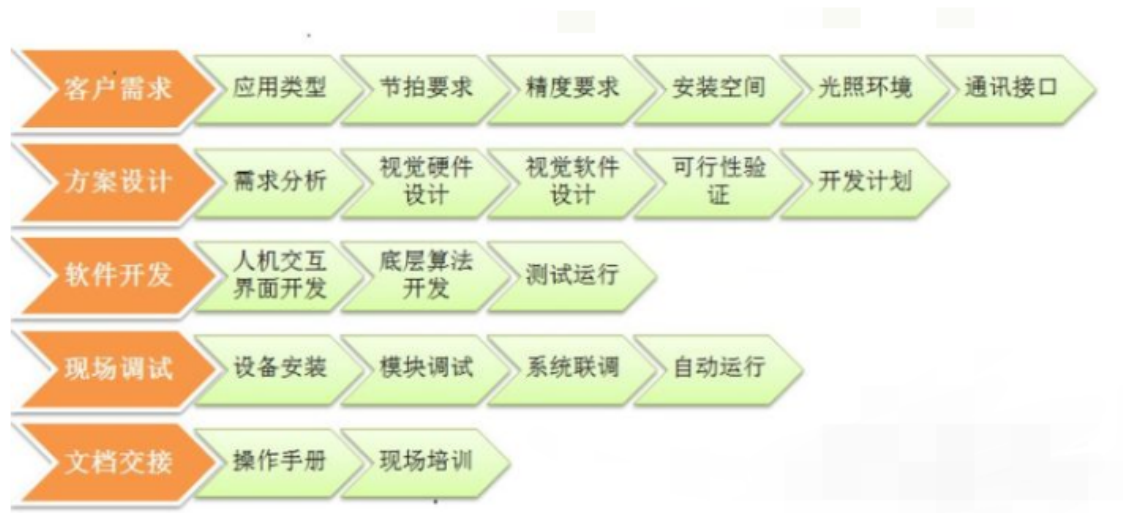 客户需求 应用类型 节拍要求 精度要求 安装空间 光照环境 通讯接口
方案设计 需求分析 视觉硬件 视觉软件 可行性验 开发计划
设计 设计 证
软件开发 人机交互 底层算法 测试运行
界面开发 开发
现场调试 设备安装 模块调试 系统联调 自动运行
文档交接 操作手册 现场培训